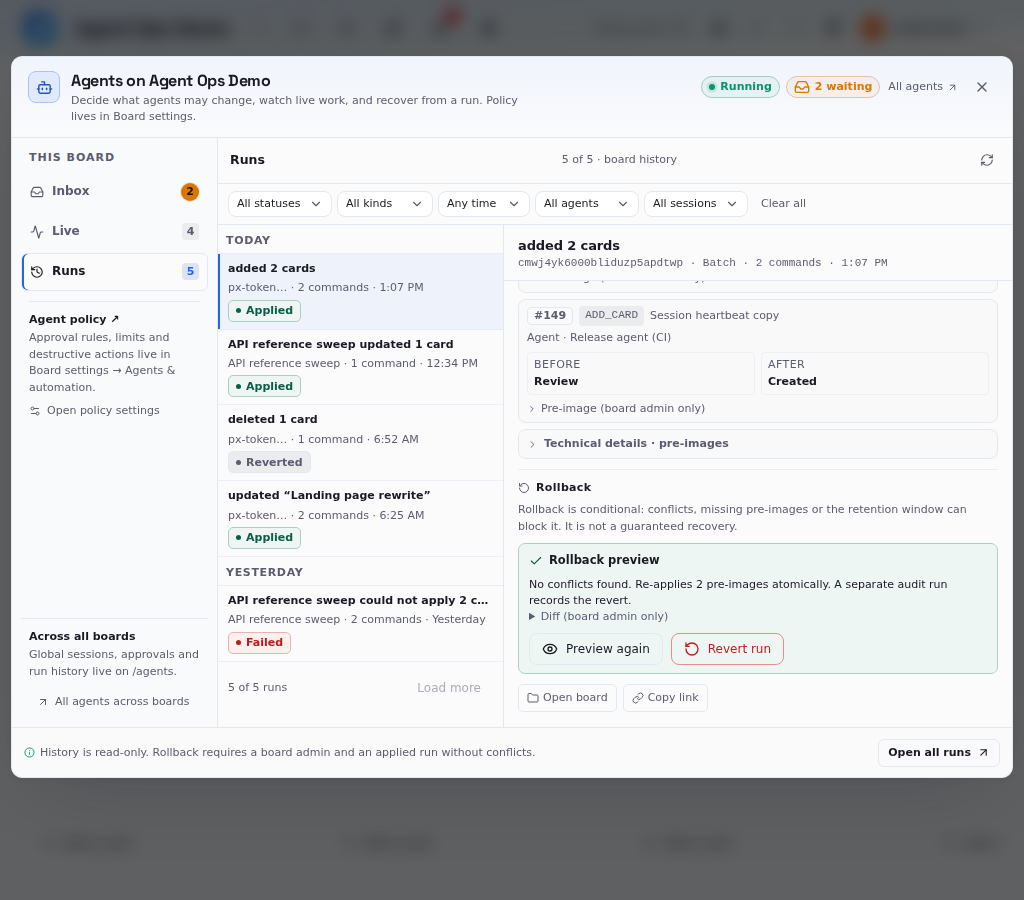 Agents on Agent Ops Demo
Decide what agents may change, watch live work, and recover from a run. Policy
lives in Board settings.
Running
2 waiting
All agents
THIS BOARD
Inbox
2
Live
4
Runs
5
Agent policy ↗
Approval rules, limits and
destructive actions live in
Board settings → Agents &
automation.
Open policy settings
Across all boards
Global sessions, approvals and
run history live on /agents.
All agents across boards
Runs
5 of 5 · board history
All statuses
All kinds
Any time
All agents
All sessions
Clear all
TODAY
added 2 cards
px-token… · 2 commands · 1:07 PM
Applied
API reference sweep updated 1 card
API reference sweep · 1 command · 12:34 PM
Applied
deleted 1 card
px-token… · 1 command · 6:52 AM
Reverted
updated “Landing page rewrite”
px-token… · 2 commands · 6:25 AM
Applied
YESTERDAY
API reference sweep could not apply 2 c…
API reference sweep · 2 commands · Yesterday
Failed
5 of 5 runs
Load more
added 2 cards
cmwj4yk6000bliduzp5apdtwp · Batch · 2 commands · 1:07 PM
#149
ADD_CARD
Session heartbeat copy
Agent · Release agent (CI)
BEFORE
Review
AFTER
Created
Pre-image (board admin only)
Technical details · pre-images
Rollback
Rollback is conditional: conflicts, missing pre-images or the retention window can
block it. It is not a guaranteed recovery.
Rollback preview
No conflicts found. Re-applies 2 pre-images atomically. A separate audit run
records the revert.
Diff (board admin only)
Preview again
Revert run
Open board
Copy link
History is read-only. Rollback requires a board admin and an applied run without conflicts.
Open all runs